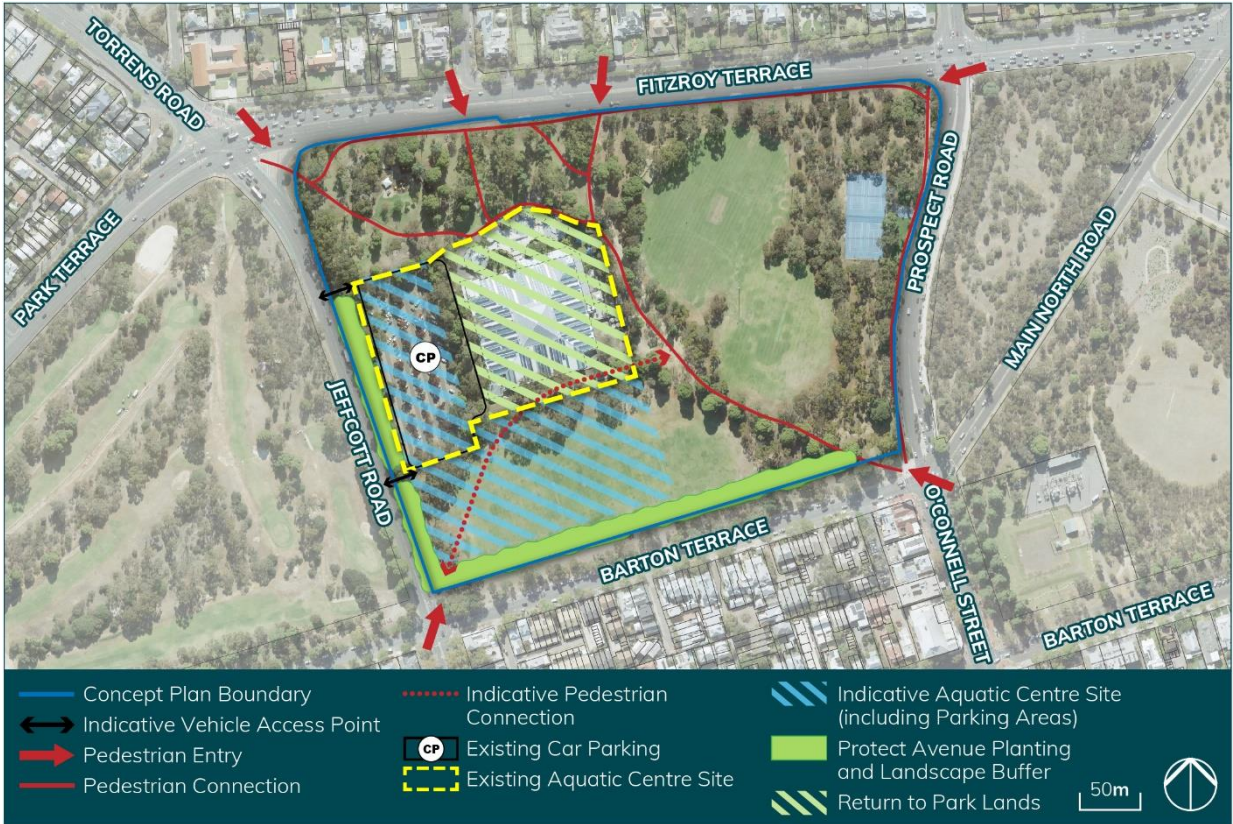 TORRENS ROAD
FITZROY TERRACE
PROSPECT ROAD
PARK TERRACE
MAIN NORTH ROAD
CP
JEFFCOTT ROAD
BARTON TERRACE
O'CONNELL STREET
BARTON TERRACE
Concept Plan Boundary
Indicative Vehicle Access Point
Pedestrian Entry
Pedestrian Connection
Indicative Pedestrian
Connection
CP Existing Car Parking
Existing Aquatic Centre Site
Indicative Aquatic Centre Site
(including Parking Areas)
Protect Avenue Planting
and Landscape Buffer
Return to Park Lands
50m